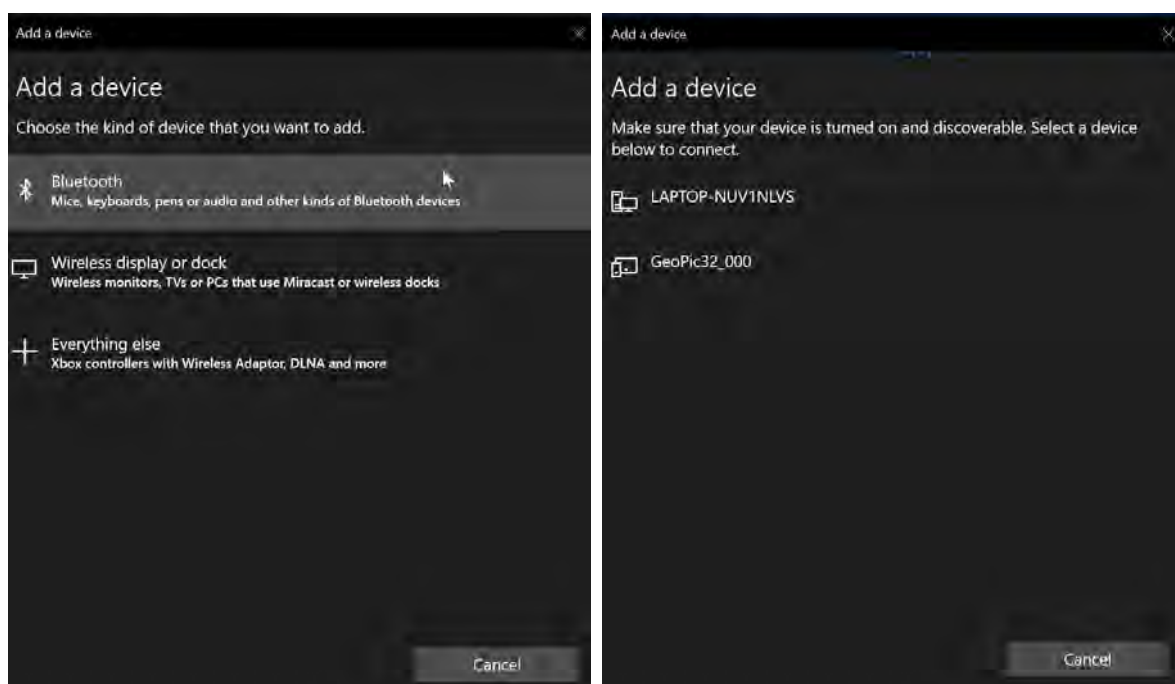 Add a device
Add a device
Choose the kind of device that you want to add.
Bluetooth
Mice, keyboards, pens or audio and other kinds of Bluetooth devices
Wireless display or dock
Wireless monitors, TVs or PCs that use Miracast or wireless docks
Everything else
Xbox controllers with Wireless Adaptor, DLNA and more
Cancel
Add a device
Add a device
Make sure that your device is turned on and discoverable. Select a device
below to connect.
LAPTOP-NUV1NLVS
GeoPic32_000
Cancel